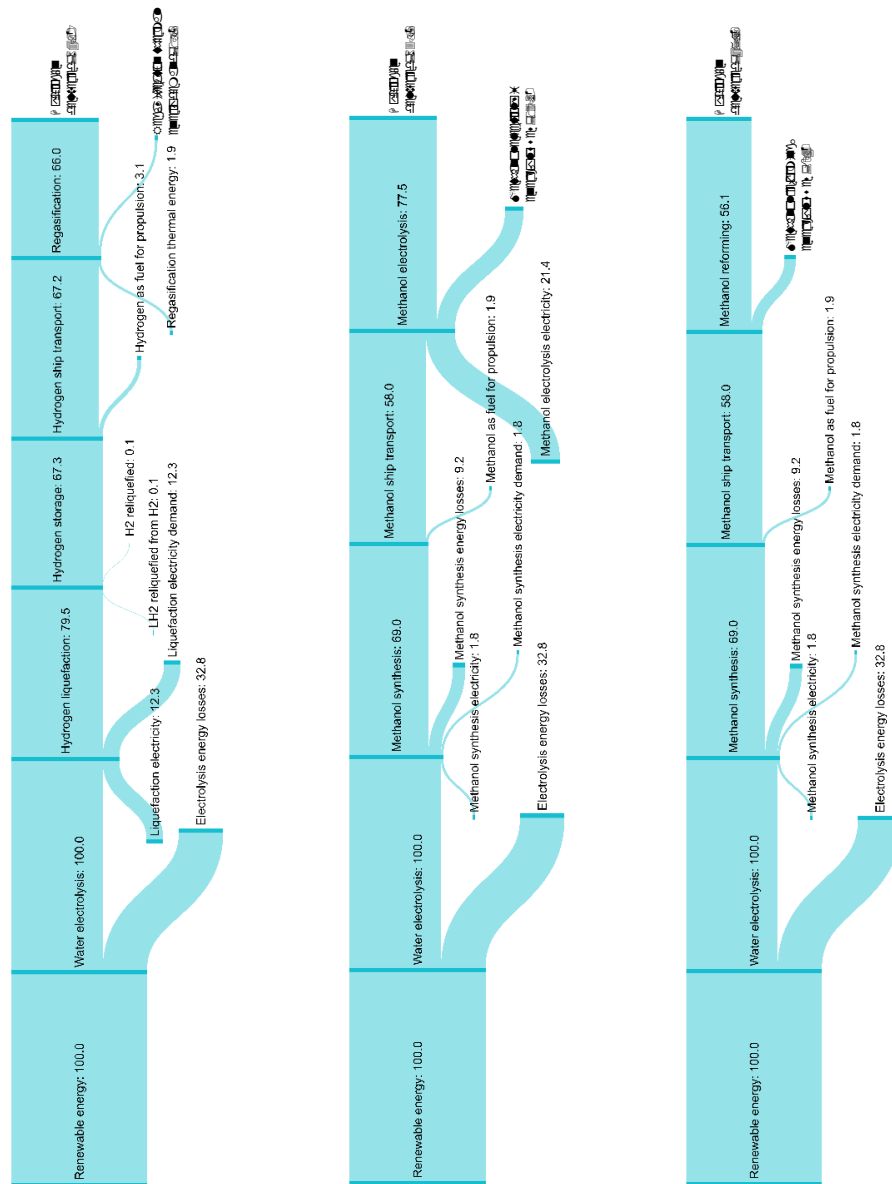 Renewable energy: 100.0
Water electrolysis: 100.0
Electrolysis energy losses: 32.8
Liquefaction electricity: 12.3
Hydrogen liquefaction: 79.5
Liquefaction electricity demand: 12.3
LH2 reliquefied from H2: 0.1
H2 reliquefied: 0.1
Hydrogen storage: 67.3
Hydrogen ship transport: 67.2
Hydrogen as fuel for propulsion: 3.1
Regasification thermal energy: 1.9
Regasification: 66.0
Renewable energy: 100.0
Water electrolysis: 100.0
Electrolysis energy losses: 32.8
Methanol synthesis electricity: 1.8
Methanol synthesis: 69.0
Methanol synthesis energy losses: 9.2
Methanol synthesis electricity demand: 1.8
Methanol ship transport: 58.0
Methanol as fuel for propulsion: 1.9
Methanol electrolysis electricity: 21.4
Methanol electrolysis: 77.5
Renewable energy: 100.0
Water electrolysis: 100.0
Electrolysis energy losses: 32.8
Methanol synthesis electricity: 1.8
Methanol synthesis: 69.0
Methanol synthesis energy losses: 9.2
Methanol synthesis electricity demand: 1.8
Methanol ship transport: 58.0
Methanol as fuel for propulsion: 1.9
Methanol reforming: 56.1